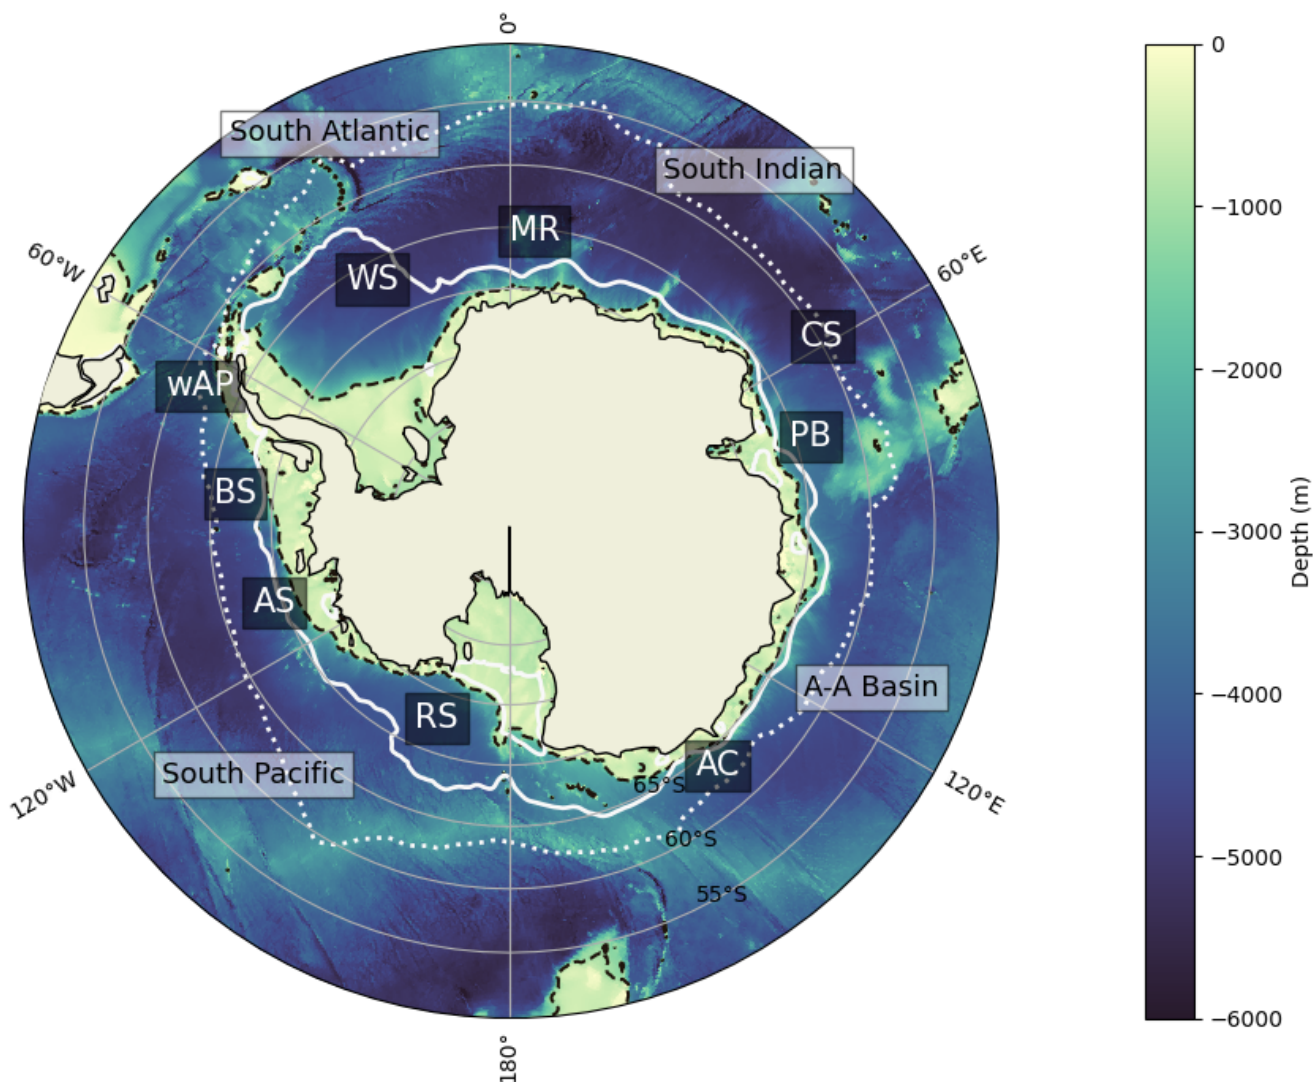 0°
South Atlantic
South Indian
MR
60°W
WS
60°E
CS
wAP
PB
BS
AS
A-A Basin
RS
AC
South Pacific
65°S
120°W
120°E
60°S
55°S
180°
0
−1000
−2000
−3000
−4000
−5000
−6000
Depth (m)